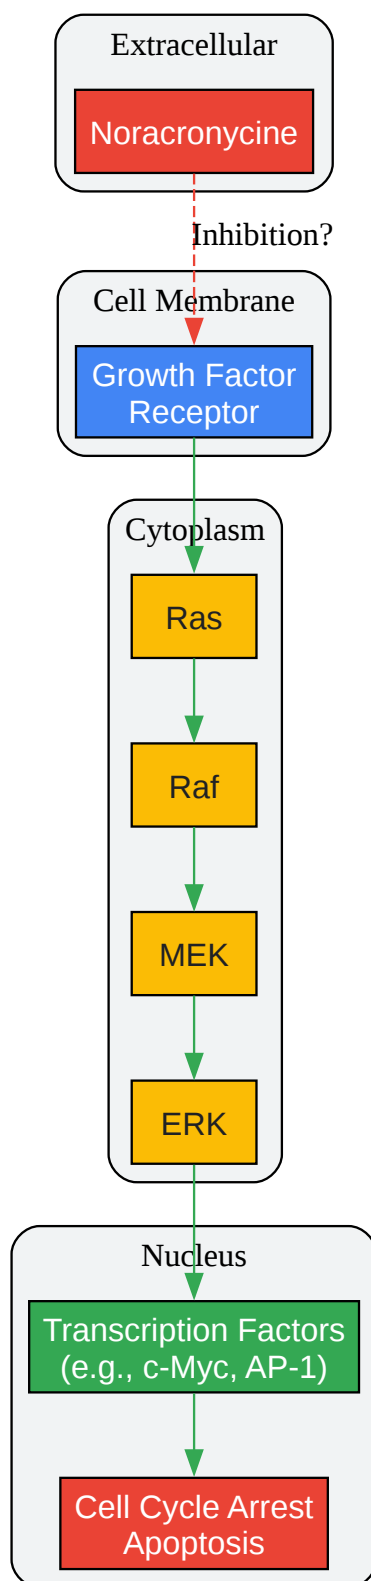 Extracellular
Noracronycine
Inhibition?
Cell Membrane
Growth Factor
Receptor
Cytoplasm
Ras
Raf
MEK
ERK
Nucleus
Transcription Factors
(e.g., c-Myc, AP-1)
Cell Cycle Arrest
Apoptosis